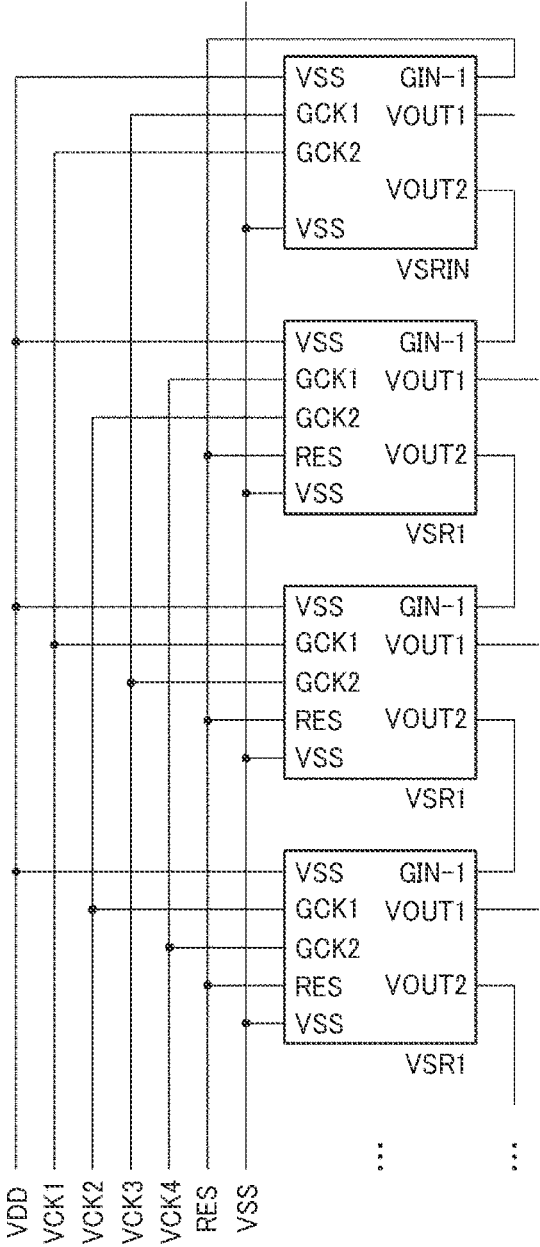 VSS GIN-1
GCK1 VOUT1
GCK2
VOUT2
VSS
VSRIN
VSS GIN-1
GCK1 VOUT1
GCK2
RES VOUT2
VSS
VSR1
VSS GIN-1
GCK1 VOUT1
GCK2
RES VOUT2
VSS
VSR1
VSS GIN-1
GCK1 VOUT1
GCK2
RES VOUT2
VSS
VSR1
... ...
VDD
VCK1
VCK2
VCK3
VCK4
RES
VSS